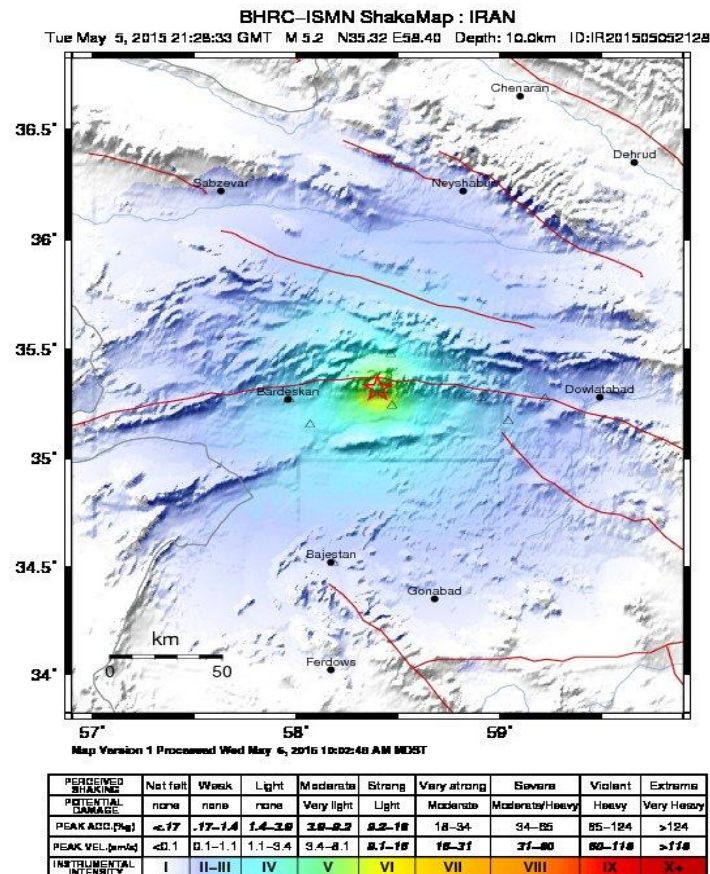 BHRC-ISMN ShakeMap : IRAN
Tue May 5, 2015 21:28:33 GMT M 5.2 N35.32 E58.40 Depth: 10.0km ID:IR201505052128
Chenaran
36.5°
Dehrud
Sabzevar
Neyshabur
36°
35.5°
Bardeskan
Dowlatabad
35°
Bajestan
34.5°
Gonabad
km
0 50
Ferdows
34°
57° 58° 59°
Map Version 1 Processed Wed May 6, 2015 10:02:48 AM MDST
PERCEIVED SHAKING Not felt Weak Light Moderate Strong Very strong Severe Violent Extreme
POTENTIAL DAMAGE none none none Very light Light Moderate Moderate/Heavy Heavy Very Heavy
PEAK ACC.(%g) <.17 .17-1.4 1.4-3.9 3.9-9.2 9.2-18 18-34 34-65 65-124 >124
PEAK VEL.(cm/s) <0.1 0.1-1.1 1.1-3.4 3.4-8.1 8.1-16 16-31 31-60 60-116 >116
INSTRUMENTAL INTENSITY I II-III IV V VI VII VIII IX X+